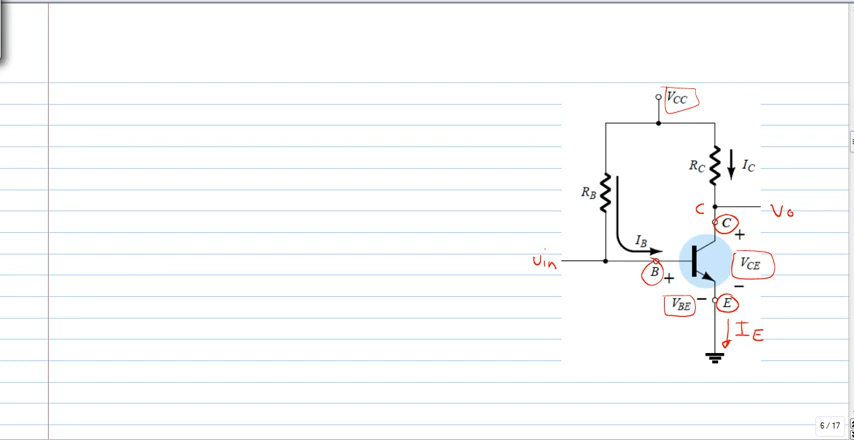 VCC
RC
IC
RB
C
Vo
C
+
IB
Vin
VCE
B
+
−
VBE
−
E
IE
6 / 17